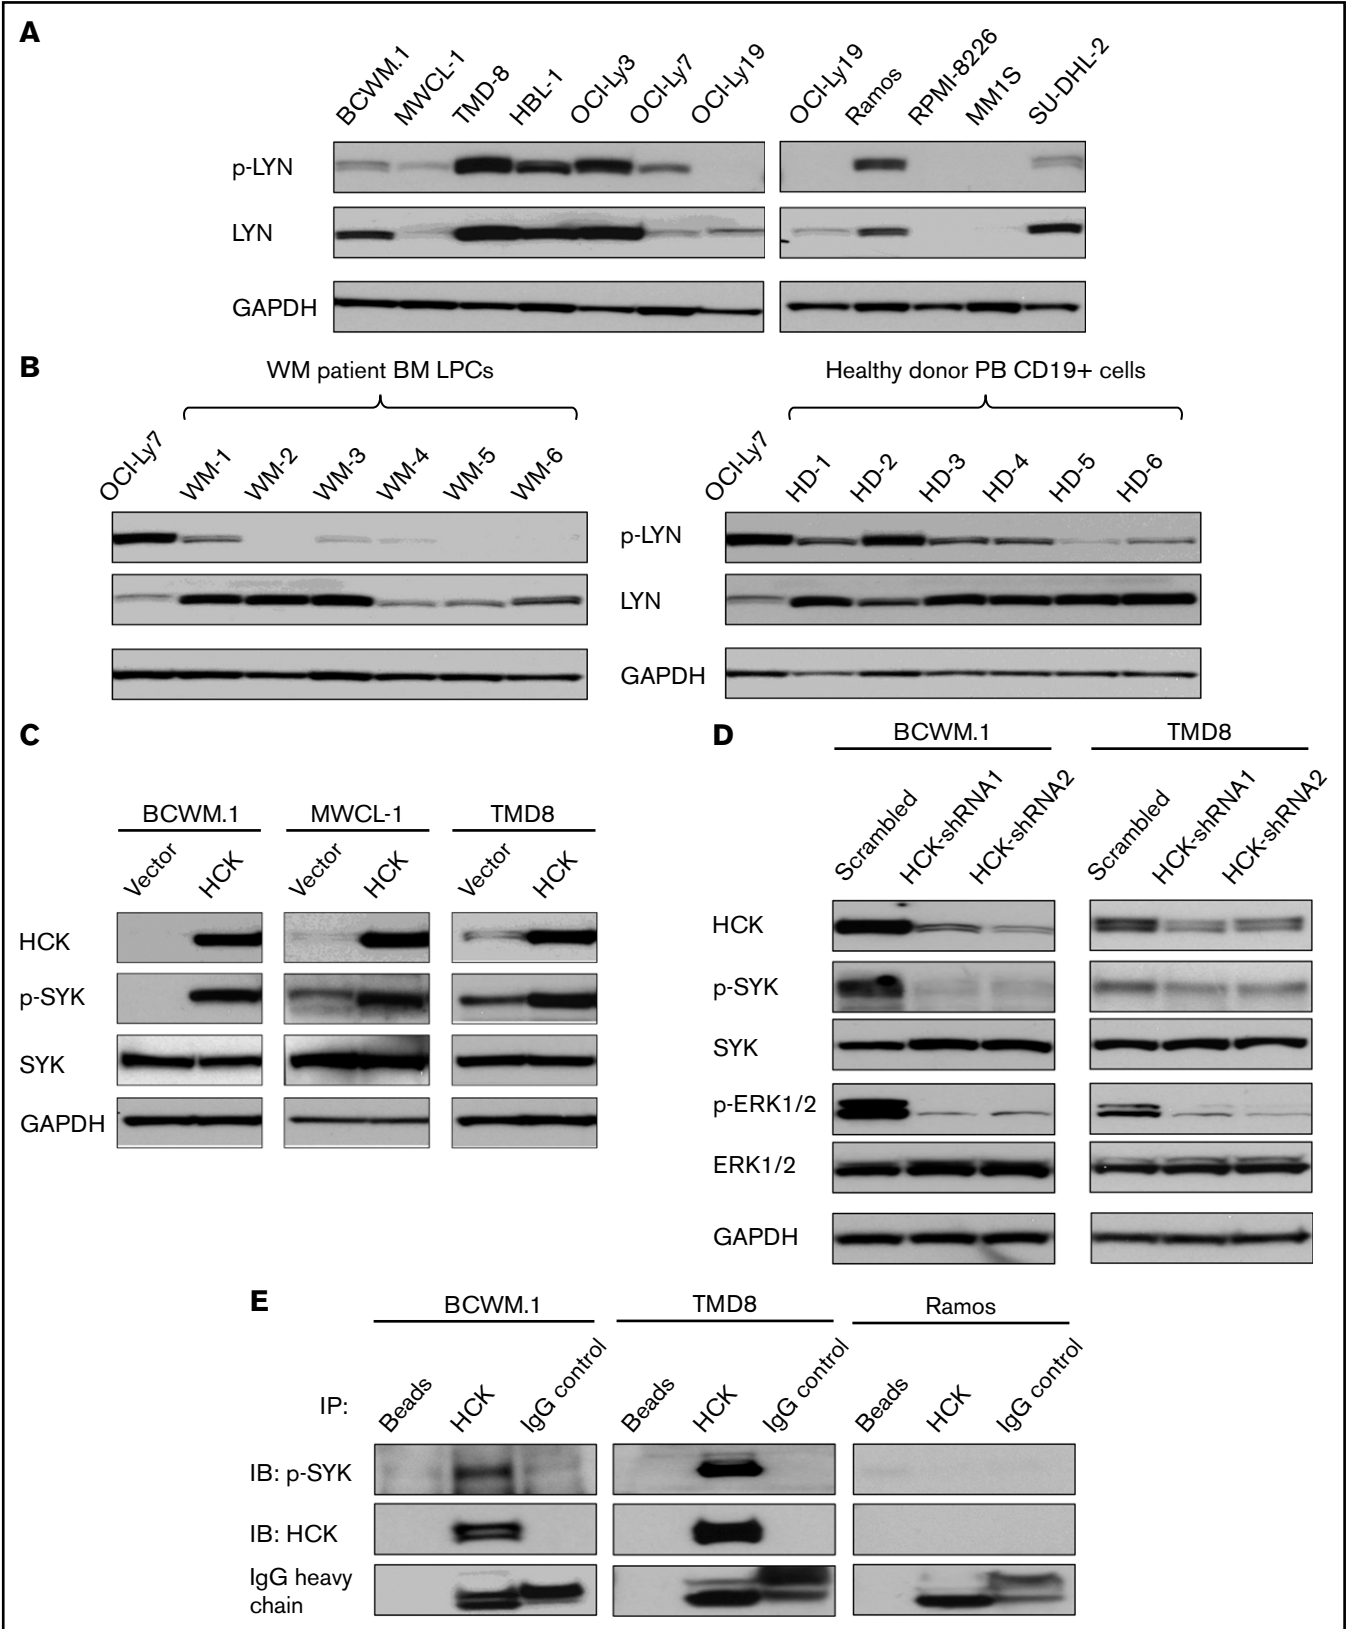 A
BCWM.1 MWCL-1 TMD-8 HBL-1 OCI-Ly3 OCI-Ly7 OCI-Ly19 OCI-Ly19 Ramos RPMI-8226 MM1S SU-DHL-2
p-LYN
LYN
GAPDH
B
WM patient BM LPCs Healthy donor PB CD19+ cells
OCI-Ly7 WM-1 WM-2 WM-3 WM-4 WM-5 WM-6 OCI-Ly7 HD-1 HD-2 HD-3 HD-4 HD-5 HD-6
p-LYN
LYN
GAPDH
C
BCWM.1 MWCL-1 TMD8
Vector HCK Vector HCK Vector HCK
HCK
p-SYK
SYK
GAPDH
D
BCWM.1 TMD8
Scrambled HCK-shRNA1 HCK-shRNA2 Scrambled HCK-shRNA1 HCK-shRNA2
HCK
p-SYK
SYK
p-ERK1/2
ERK1/2
GAPDH
E
BCWM.1 TMD8 Ramos
IP: Beads HCK IgG control Beads HCK IgG control Beads HCK IgG control
IB: p-SYK
IB: HCK
IgG heavy
chain